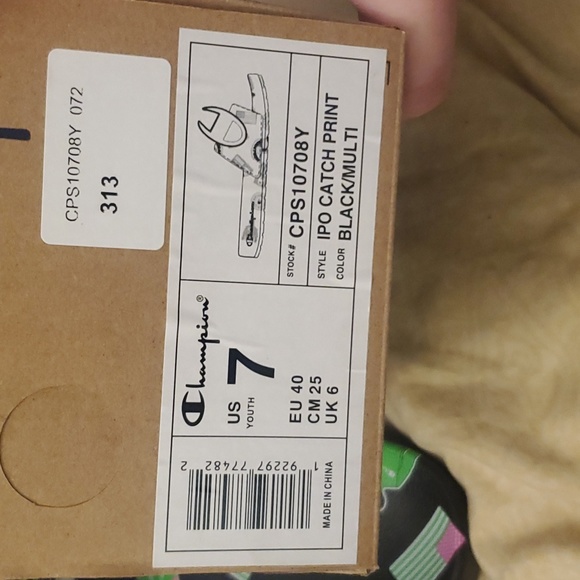 CPS10708Y 072
313
Champion
STOCK# CPS10708Y
STYLE IPO CATCH PRINT
COLOR BLACK/MULTI
Champion®
US 7
YOUTH
EU 40
CM 25
UK 6
1 92297 77482 2
MADE IN CHINA